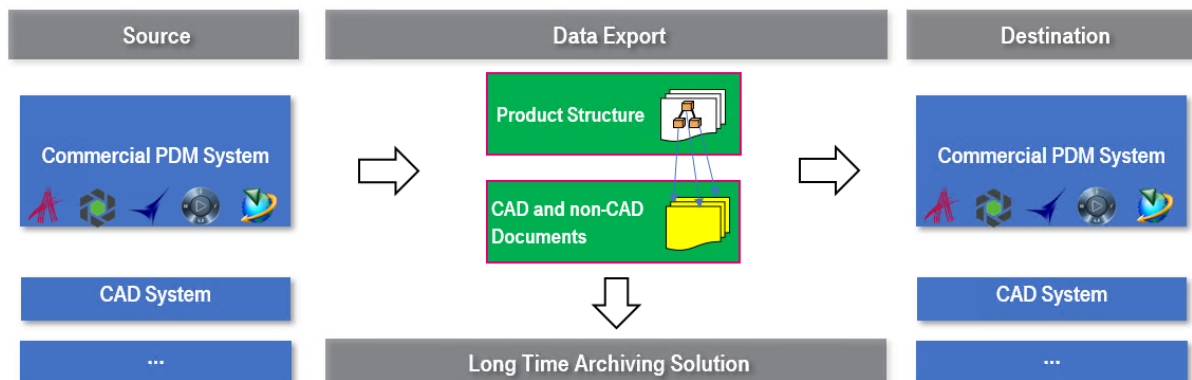 Source
Data Export
Destination
Product Structure
Commercial PDM System
Commercial PDM System
CAD and non-CAD
Documents
CAD System
CAD System
...
Long Time Archiving Solution
...